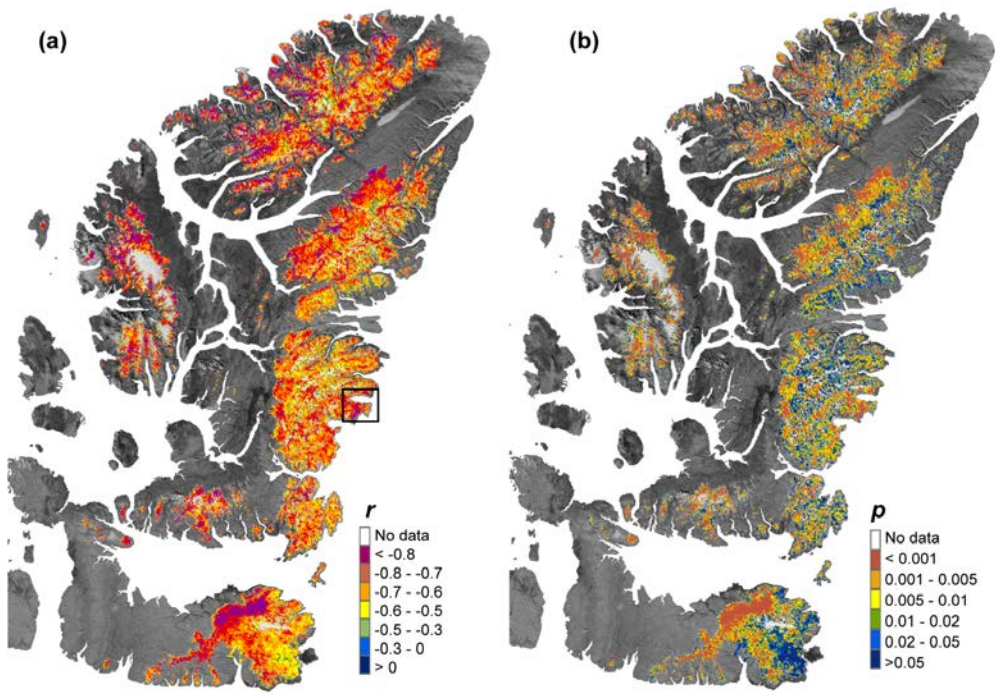 (a)
(b)
r
No data
< -0.8
-0.8 - -0.7
-0.7 - -0.6
-0.6 - -0.5
-0.5 - -0.3
-0.3 - 0
> 0
p
No data
< 0.001
0.001 - 0.005
0.005 - 0.01
0.01 - 0.02
0.02 - 0.05
>0.05